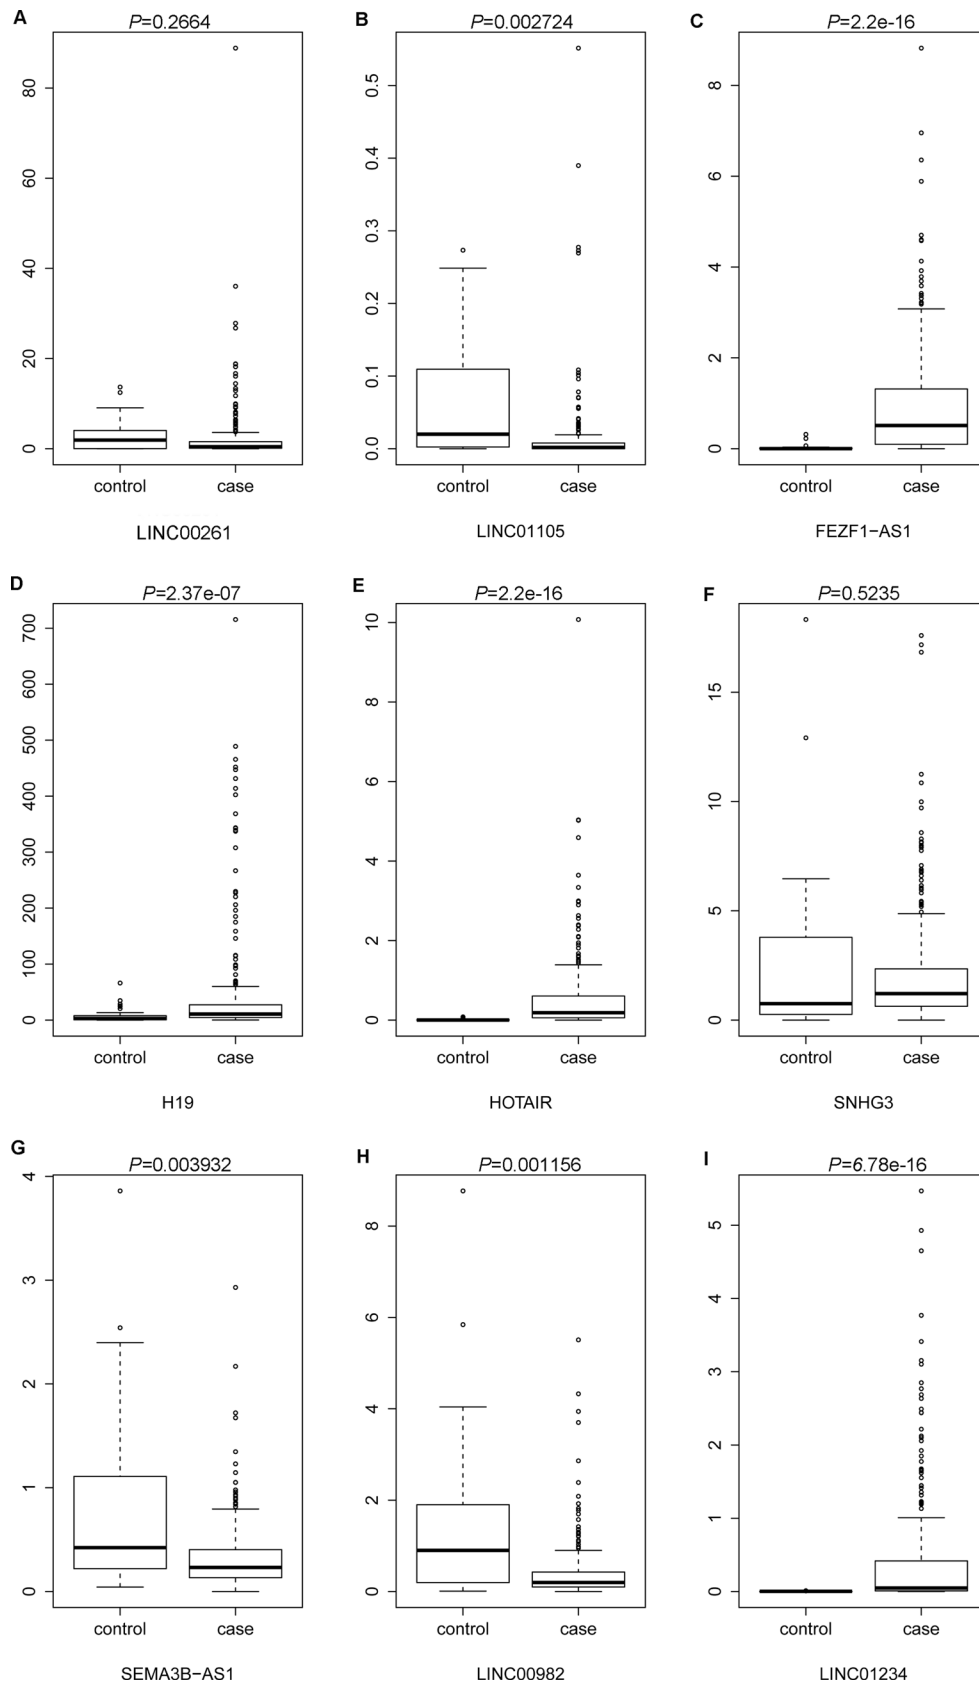 A
P=0.2664
80
60
40
20
0
control case
LINC00261
B
P=0.002724
0.5
0.4
0.3
0.2
0.1
0.0
control case
LINC01105
C
P=2.2e-16
8
6
4
2
0
control case
FEZF1−AS1
D
P=2.37e-07
700
600
500
400
300
200
100
0
control case
H19
E
P=2.2e-16
10
8
6
4
2
0
control case
HOTAIR
F
P=0.5235
15
10
5
0
control case
SNHG3
G
P=0.003932
4
3
2
1
0
control case
SEMA3B−AS1
H
P=0.001156
8
6
4
2
0
control case
LINC00982
I
P=6.78e-16
5
4
3
2
1
0
control case
LINC01234